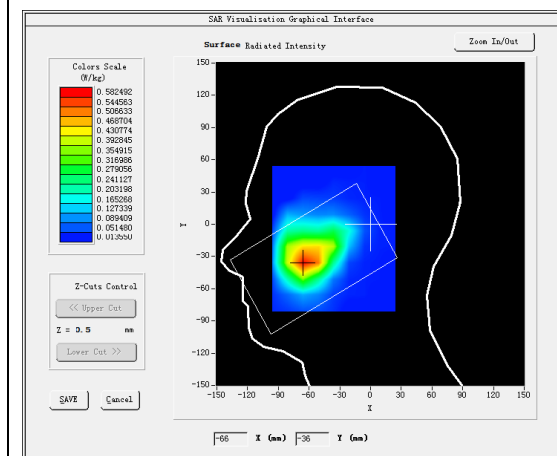 SAR Visualisation Graphical Interface
Surface Radiated Intensity
Zoom In/Out
Colors Scale
(W/kg)
0.582492
0.544563
0.506633
0.468704
0.430774
0.392845
0.354915
0.316986
0.279056
0.241127
0.203198
0.165268
0.127339
0.089409
0.051480
0.013550
Z-Cuts Control
<< Upper Cut
Z = 0.5 mm
Lower Cut >>
SAVE Cancel
150
120
90
60
30
0
-30
-60
-90
-120
-150
Y
-150 -120 -90 -60 -30 0 30 60 90 120 150
X
-66 X (mm) -36 Y (mm)